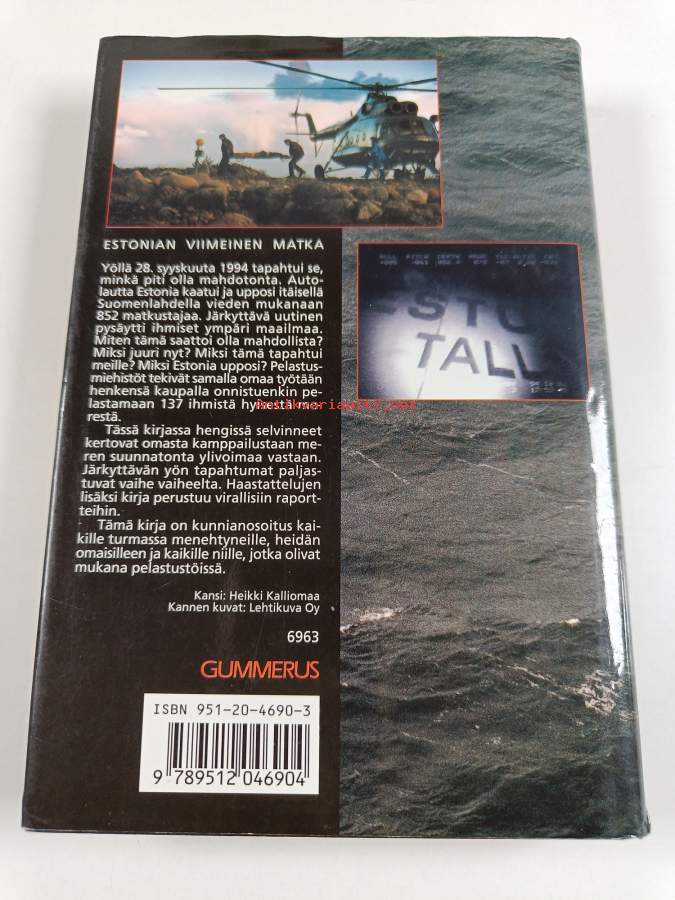 ESTONIAN VIIMEINEN MATKA
Yöllä 28. syyskuuta 1994 tapahtui se,
minkä piti olla mahdotonta. Auto-
lautta Estonia kaatui ja upposi itäisellä
Suomenlahdella vieden mukanaan
852 matkustajaa. Järkyttävä uutinen
pysäytti ihmiset ympäri maailmaa.
Miten tämä saattoi olla mahdollista?
Miksi juuri nyt? Miksi tämä tapahtui
meille? Miksi Estonia upposi? Pelastus-
miehistöt tekivät samalla omaa työtään
henkensä kaupalla onnistuenkin pe-
lastamaan 137 ihmistä hyisestä me-
restä.
Tässä kirjassa hengissä selvinneet
kertovat omasta kamppailustaan me-
ren suunnatonta ylivoimaa vastaan.
Järkyttävän yön tapahtumat paljas-
tuvat vaihe vaiheelta. Haastattelujen
lisäksi kirja perustuu virallisiin raport-
teihin.
Tämä kirja on kunnianosoitus kai-
kille turmassa menehtyneille, heidän
omaisilleen ja kaikille niille, jotka olivat
mukana pelastustöissä.
Kansi: Heikki Kalliomaa
Kannen kuvat: Lehtikuva Oy
6963
GUMMERUS
ISBN 951-20-4690-3
9 789512 046904
ESTO
TALL